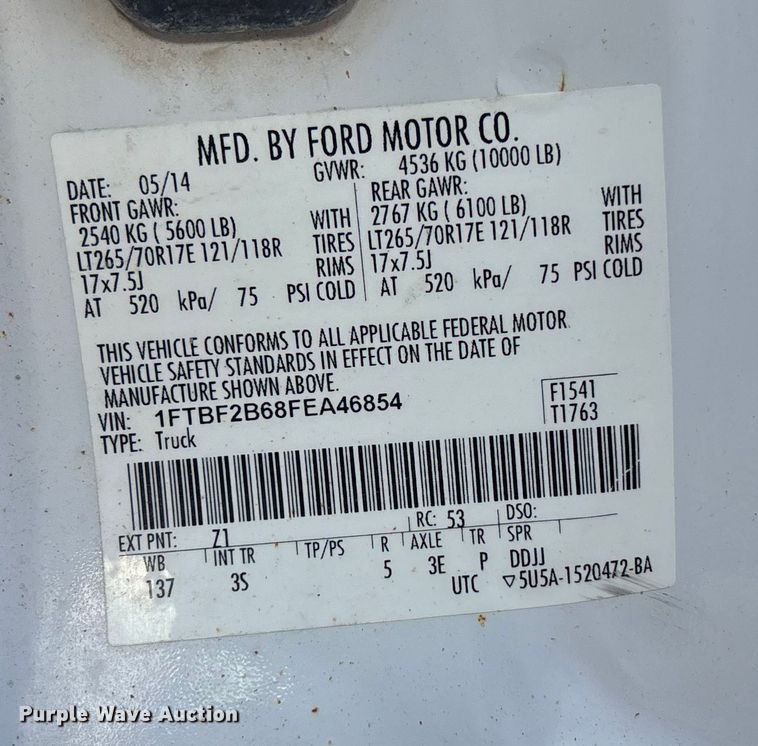 MFD. BY FORD MOTOR CO.
DATE: 05/14 GVWR: 4536 KG (10000 LB)
FRONT GAWR: REAR GAWR:
2540 KG ( 5600 LB) WITH 2767 KG ( 6100 LB) WITH
LT265/70R17E 121/118R TIRES LT265/70R17E 121/118R TIRES
17x7.5J RIMS 17x7.5J RIMS
AT 520 kPa/ 75 PSI COLD AT 520 kPa/ 75 PSI COLD
THIS VEHICLE CONFORMS TO ALL APPLICABLE FEDERAL MOTOR
VEHICLE SAFETY STANDARDS IN EFFECT ON THE DATE OF
MANUFACTURE SHOWN ABOVE.
VIN: 1FTBF2B68FEA46854 F1541
TYPE: Truck T1763
EXT PNT: Z1 RC: 53 DSO:
WB INT TR TP/PS R AXLE TR SPR
137 3S 5 3E P DDJJ
UTC ▽5U5A-1520472-BA
Purple Wave Auction